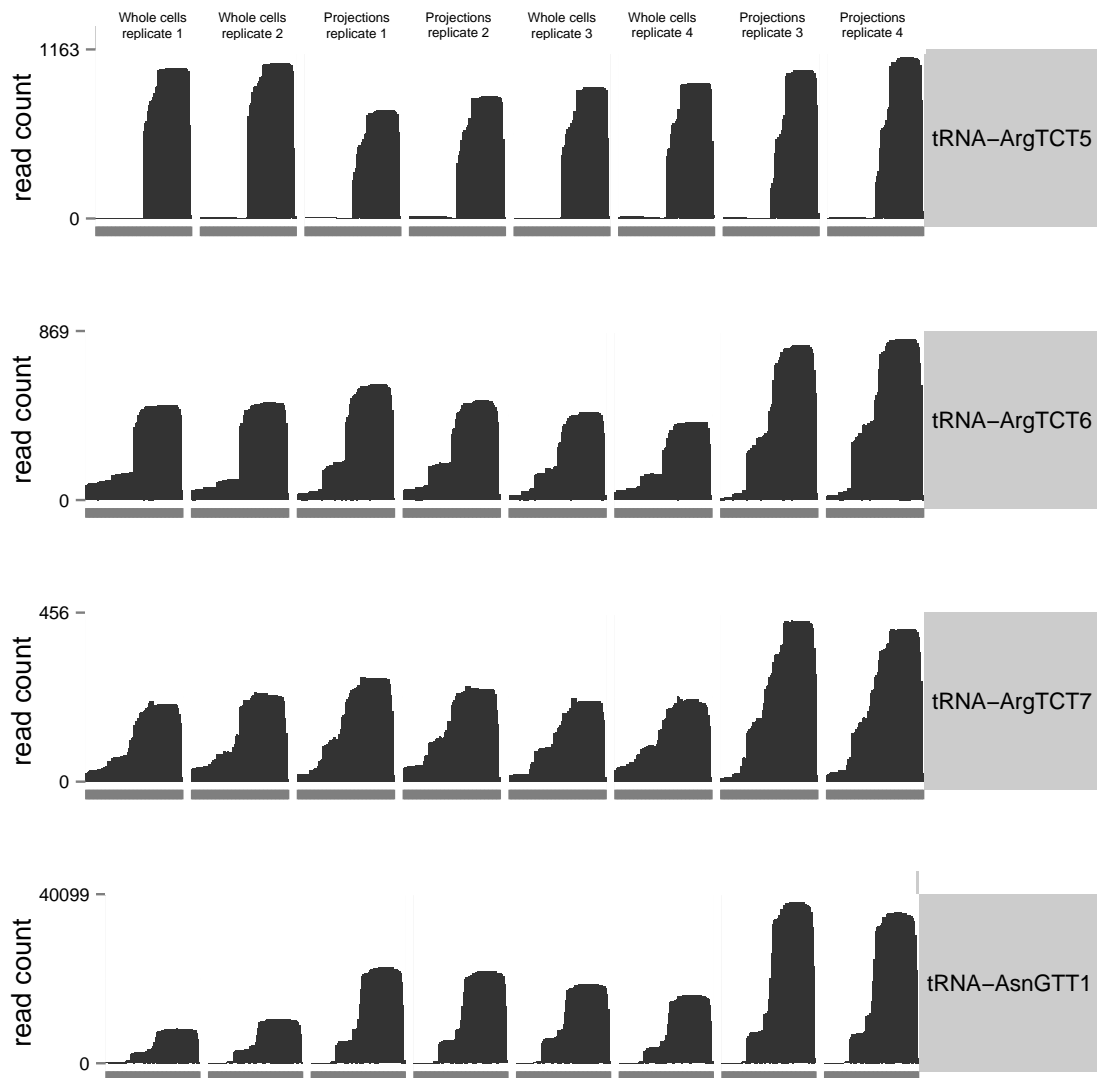 Whole cells replicate 1
Whole cells replicate 2
Projections replicate 1
Projections replicate 2
Whole cells replicate 3
Whole cells replicate 4
Projections replicate 3
Projections replicate 4
1163
read count
0
tRNA−ArgTCT5
869
read count
0
tRNA−ArgTCT6
456
read count
0
tRNA−ArgTCT7
40099
read count
0
tRNA−AsnGTT1